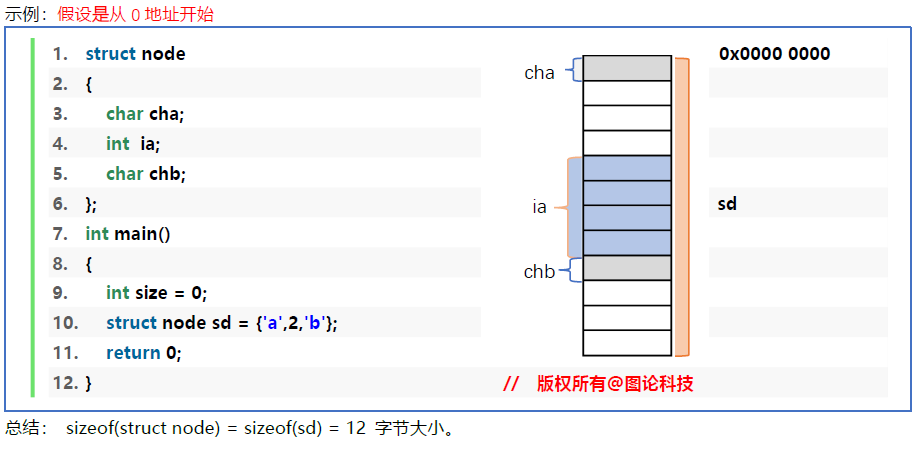 示例：假设是从 0 地址开始
1. struct node
2. {
3. char cha;
4. int ia;
5. char chb;
6. };
7. int main()
8. {
9. int size = 0;
10. struct node sd = {'a',2,'b'};
11. return 0;
12. }
cha
ia
chb
0x0000 0000
sd
// 版权所有@图论科技
总结： sizeof(struct node) = sizeof(sd) = 12 字节大小。